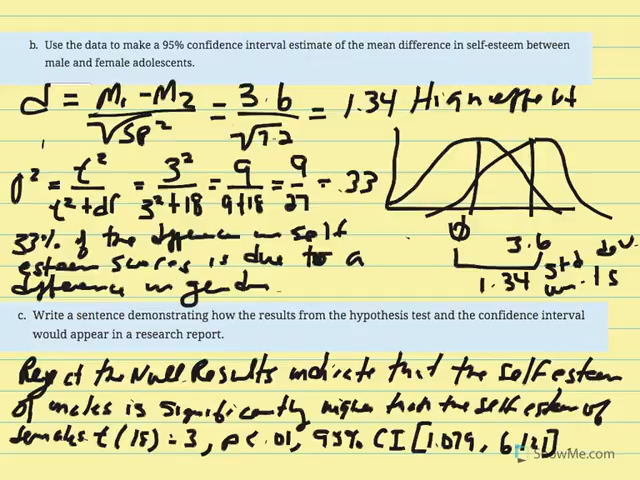 b. Use the data to make a 95% confidence interval estimate of the mean difference in self-esteem between
male and female adolescents.
d = M₁ - M₂ / √SP² = 3.6 / √7.2 = 1.34 High effect
r² = t² / t² + df = 3² / 3² + 18 = 9 / 9+18 = 9 / 27 = .33
33% of the difference in self
esteem scores is due to a
difference in gender
0
3.6
1.34 std dev.
units
c. Write a sentence demonstrating how the results from the hypothesis test and the confidence interval
would appear in a research report.
Reject the Null. Results indicate that the self esteem
of males is significantly higher than the self esteem of
females t(18) = 3, p < .01, 95% CI [1.079, 6.121].
ShowMe.com